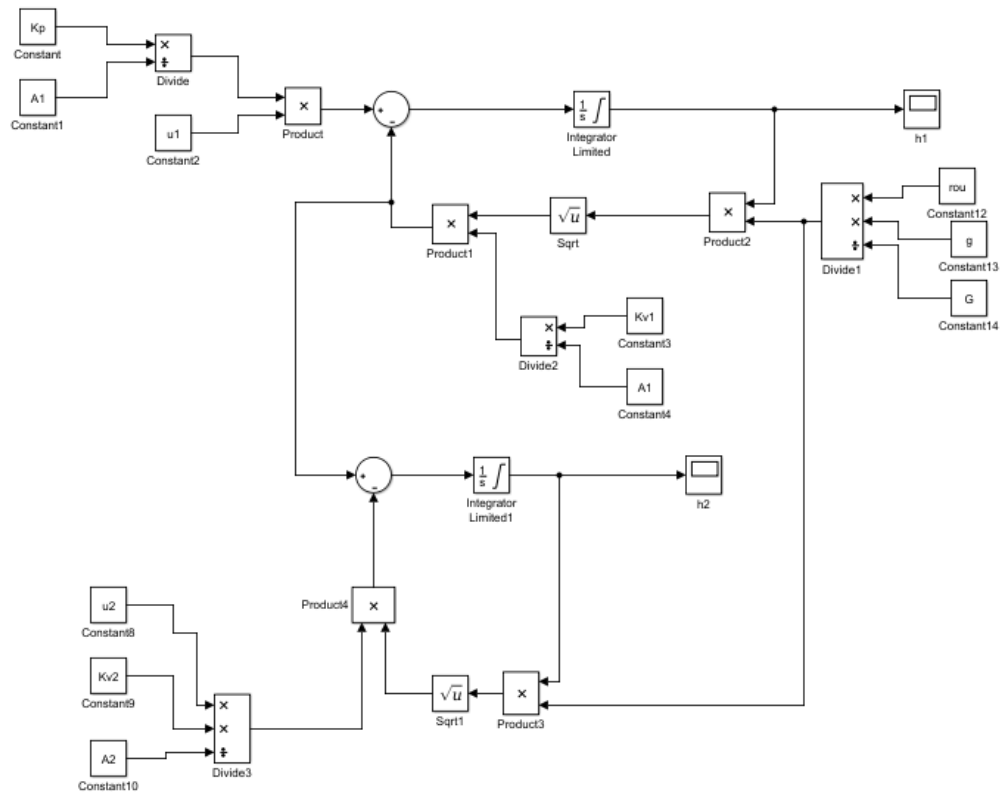 Kp
Constant
×
÷
Divide
A1
Constant1
u1
Constant2
×
Product
+
−
1
s
∫
Integrator
Limited
h1
rou
Constant12
×
×
÷
Divide1
g
Constant13
G
Constant14
×
Product2
√u
Sqrt
×
Product1
Kv1
Constant3
×
÷
Divide2
A1
Constant4
+
−
1
s
∫
Integrator
Limited1
h2
Product4
×
u2
Constant8
Kv2
Constant9
×
×
÷
Divide3
A2
Constant10
√u
Sqrt1
×
Product3